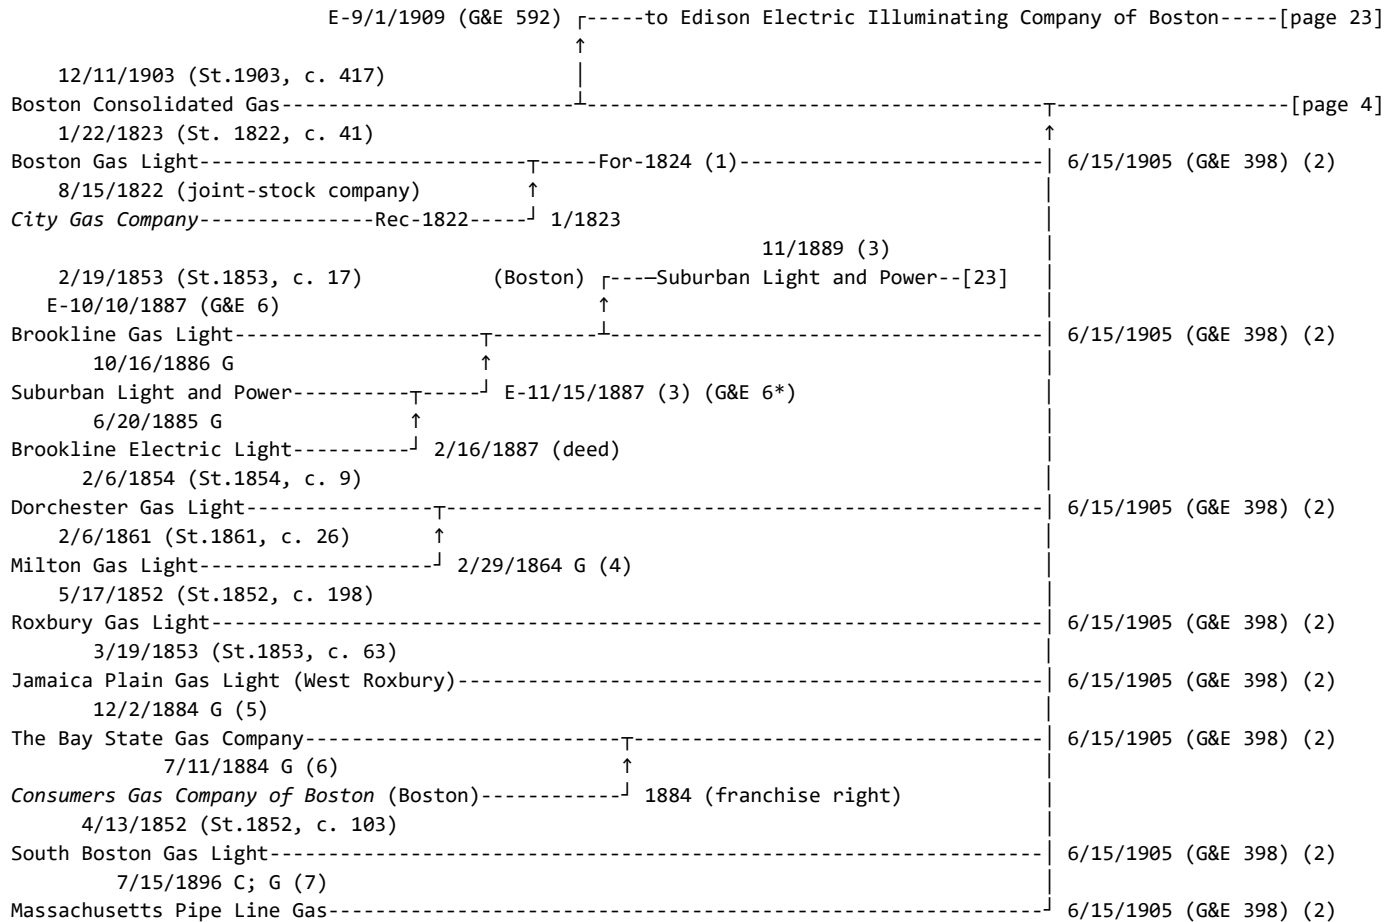 E-9/1/1909 (G&E 592) ┌-----to Edison Electric Illuminating Company of Boston-----[page 23]
↑
12/11/1903 (St.1903, c. 417) │
Boston Consolidated Gas-------------------------┴---------------------------------------┬--------------------[page 4]
1/22/1823 (St. 1822, c. 41) ↑
Boston Gas Light----------------------------┬-----For-1824 (1)--------------------------│ 6/15/1905 (G&E 398) (2)
8/15/1822 (joint-stock company) ↑ │
City Gas Company---------------Rec-1822-----┘ 1/1823 │
11/1889 (3) │
2/19/1853 (St.1853, c. 17) (Boston) ┌---—Suburban Light and Power--[23] │
E-10/10/1887 (G&E 6) ↑ │
Brookline Gas Light---------------------┬---------┴-------------------------------------│ 6/15/1905 (G&E 398) (2)
10/16/1886 G ↑ │
Suburban Light and Power----------┬-----┘ E-11/15/1887 (3) (G&E 6*) │
6/20/1885 G ↑ │
Brookline Electric Light----------┘ 2/16/1887 (deed) │
2/6/1854 (St.1854, c. 9) │
Dorchester Gas Light----------------┬---------------------------------------------------│ 6/15/1905 (G&E 398) (2)
2/6/1861 (St.1861, c. 26) ↑ │
Milton Gas Light--------------------┘ 2/29/1864 G (4) │
5/17/1852 (St.1852, c. 198) │
Roxbury Gas Light-----------------------------------------------------------------------│ 6/15/1905 (G&E 398) (2)
3/19/1853 (St.1853, c. 63) │
Jamaica Plain Gas Light (West Roxbury)--------------------------------------------------│ 6/15/1905 (G&E 398) (2)
12/2/1884 G (5) │
The Bay State Gas Company---------------------------┬-----------------------------------│ 6/15/1905 (G&E 398) (2)
7/11/1884 G (6) ↑ │
Consumers Gas Company of Boston (Boston)------------┘ 1884 (franchise right) │
4/13/1852 (St.1852, c. 103) │
South Boston Gas Light------------------------------------------------------------------│ 6/15/1905 (G&E 398) (2)
7/15/1896 C; G (7) │
Massachusetts Pipe Line Gas-------------------------------------------------------------┘ 6/15/1905 (G&E 398) (2)